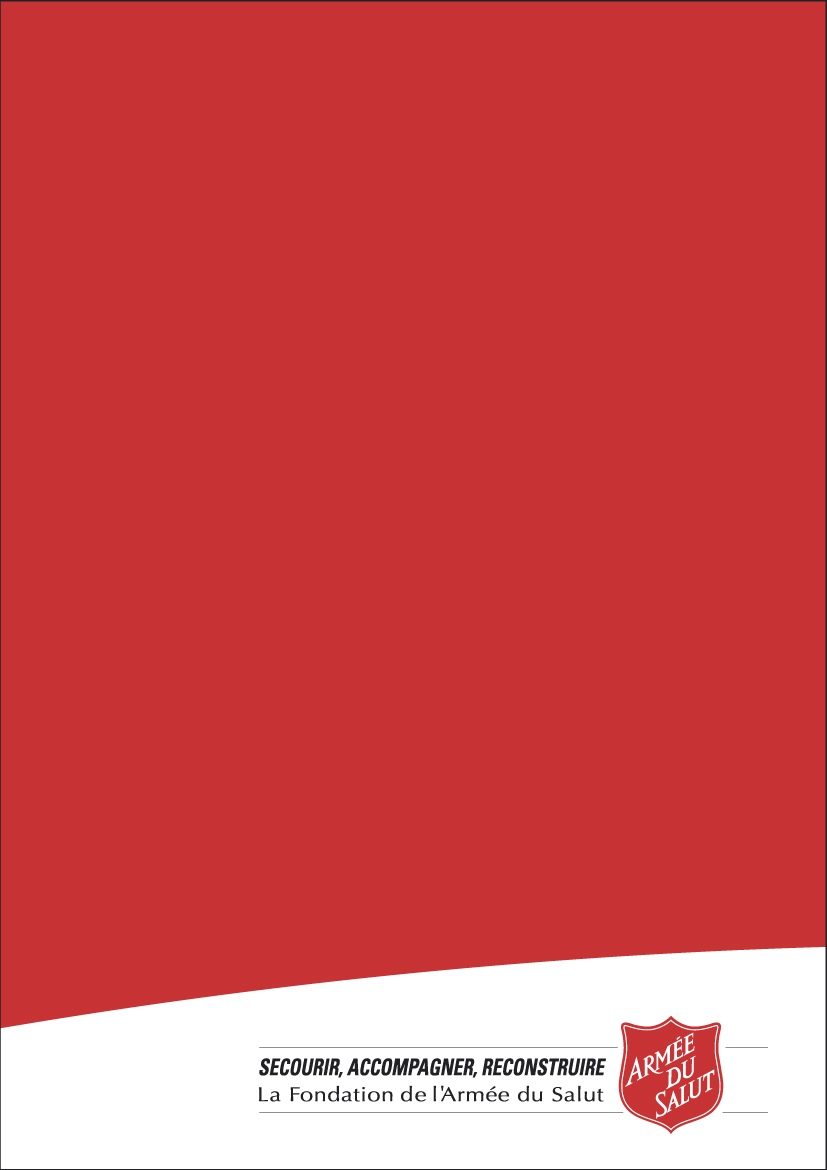 SECOURIR, ACCOMPAGNER, RECONSTRUIRE
La Fondation de l'Armée du Salut
ARMÉE
DU
SALUT